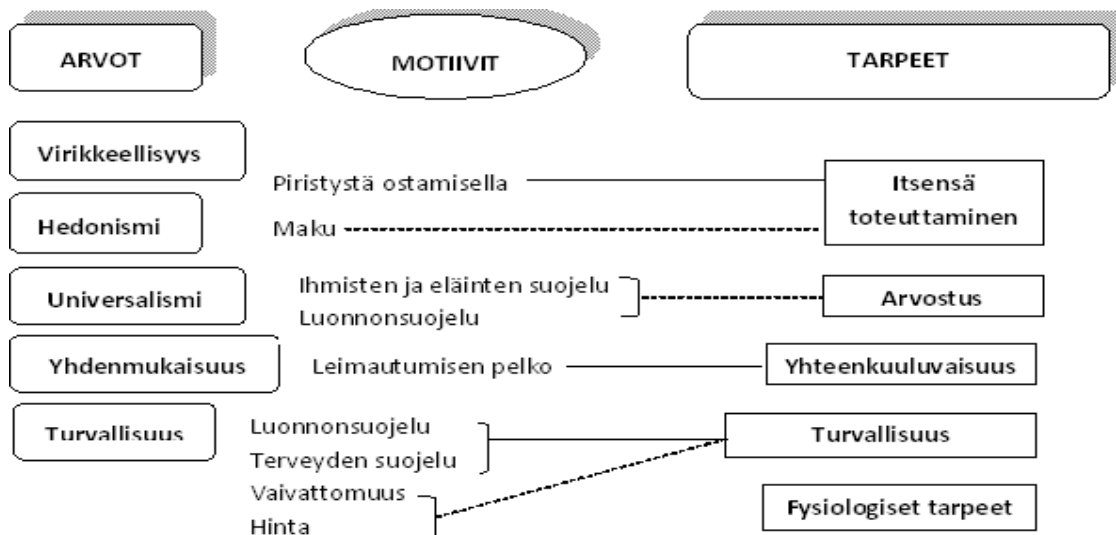 ARVOT
MOTIIVIT
TARPEET
Virikkeellisyys
Piristystä ostamisella
Itsensä
toteuttaminen
Hedonismi
Maku
Universalismi
Ihmisten ja eläinten suojelu
Luonnonsuojelu
Arvostus
Yhdenmukaisuus
Leimautumisen pelko
Yhteenkuuluvaisuus
Turvallisuus
Luonnonsuojelu
Terveyden suojelu
Turvallisuus
Vaivattomuus
Hinta
Fysiologiset tarpeet